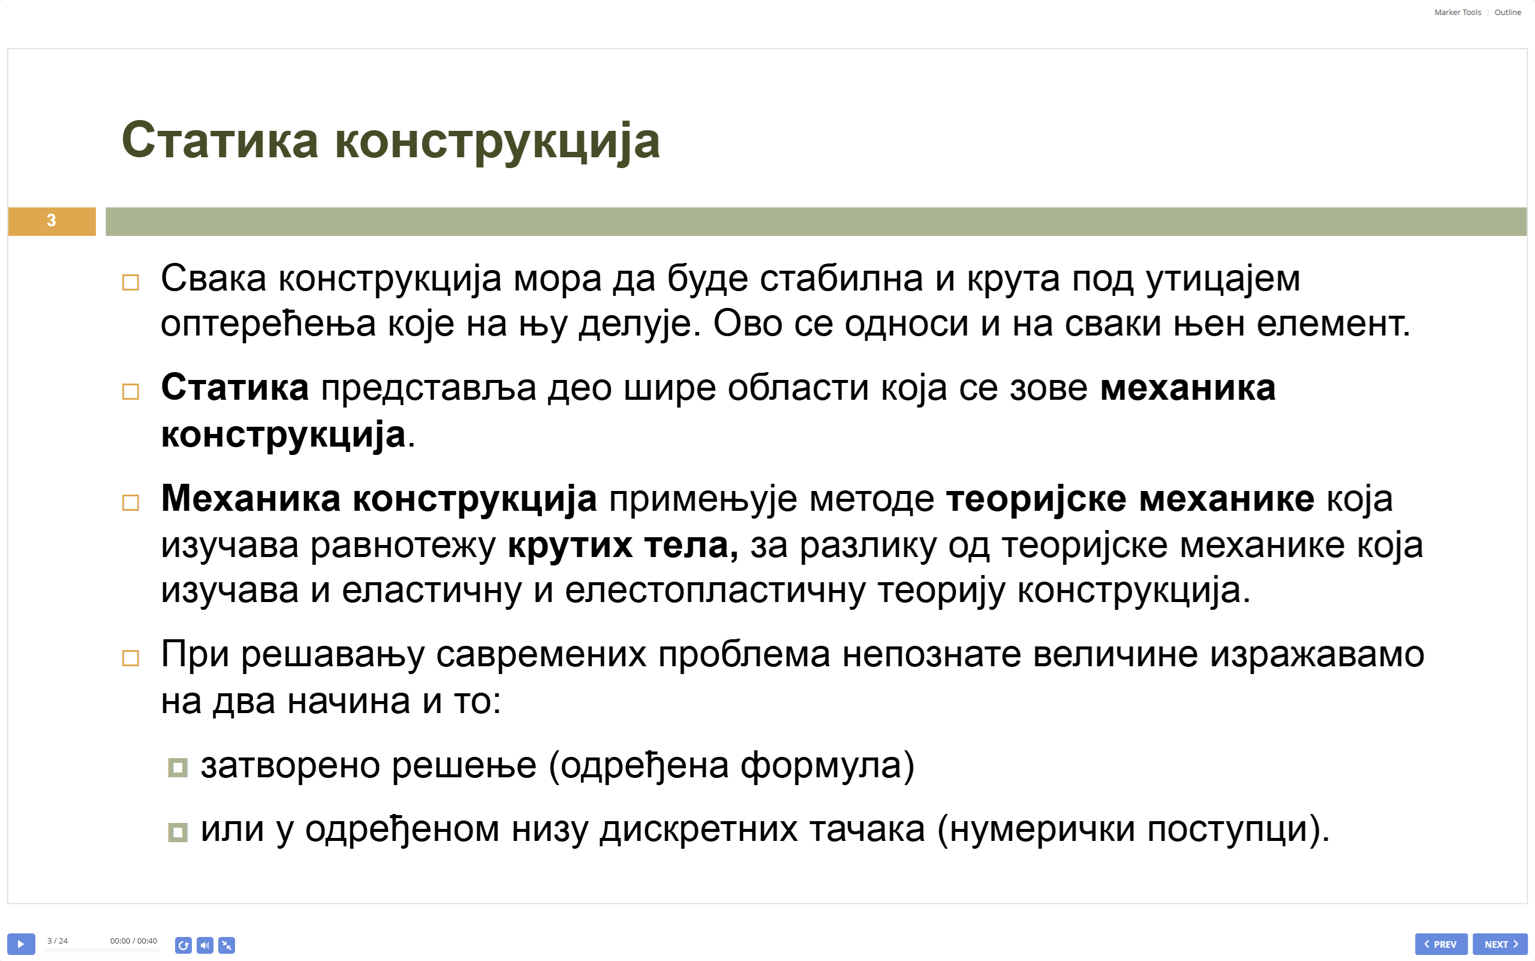 Marker Tools | Outline
Статика конструкција
3
Свака конструкција мора да буде стабилна и крута под утицајем
оптерећења које на њу делује. Ово се односи и на сваки њен елемент.
Статика представља део шире области која се зове механика
конструкција.
Механика конструкција примењује методе теоријске механике која
изучава равнотежу крутих тела, за разлику од теоријске механике која
изучава и еластичну и елестопластичну теорију конструкција.
При решавању савремених проблема непознате величине изражавамо
на два начина и то:
затворено решење (одређена формула)
или у одређеном низу дискретних тачака (нумерички поступци).
3 / 24 00:00 / 00:40
PREV NEXT